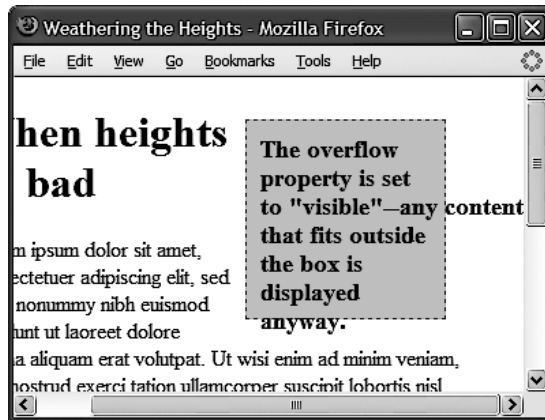 Weathering the Heights - Mozilla Firefox
File Edit View Go Bookmarks Tools Help
hen heights
bad
The overflow
property is set
to "visible"—any content
that fits outside
the box is
displayed
anyway.
m ipsum dolor sit amet,
ectetuer adipiscing elit, sed
nonummy nibh euismod
dunt ut laoreet dolore
na aliquam erat volutpat. Ut wisi enim ad minim veniam,
nostrud exerci tation ullamcorper suscipit lobortis nisl